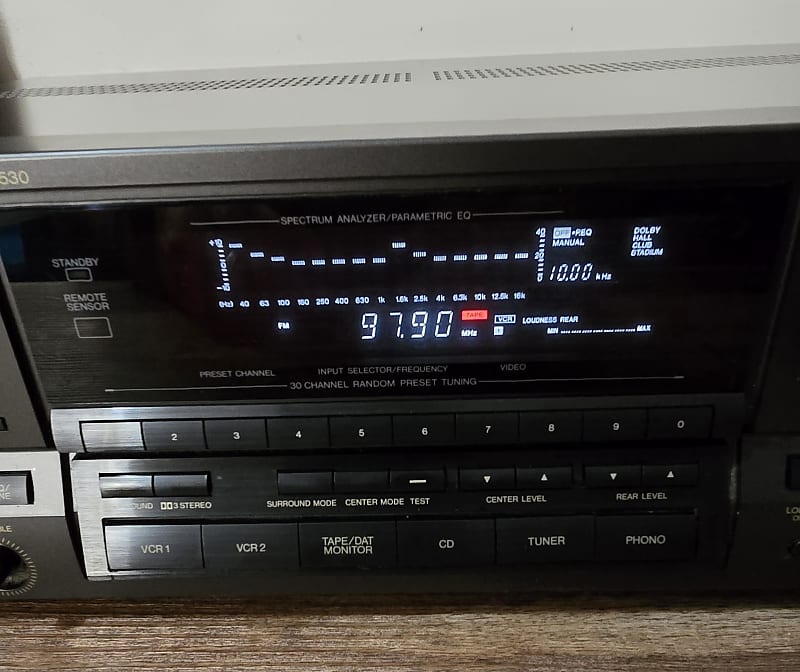 530
SPECTRUM ANALYZER/PARAMETRIC EQ
+10
40
OFF •REQ
MANUAL
DOLBY
HALL
CLUB
STADIUM
20
0
10.00 kHz
STANDBY
REMOTE
SENSOR
(Hz) 40 63 100 160 250 400 630 1k 1.6k 2.5k 4k 6.3k 10k 12.5k 16k
FM
97.90 MHz
TAPE
VCR
LOUDNESS REAR
MIN MAX
PRESET CHANNEL
INPUT SELECTOR/FREQUENCY
VIDEO
30 CHANNEL RANDOM PRESET TUNING
2 3 4 5 6 7 8 9 0
OUND 3 STEREO
SURROUND MODE
CENTER MODE
TEST
CENTER LEVEL
REAR LEVEL
VCR 1
VCR 2
TAPE/DAT
MONITOR
CD
TUNER
PHONO